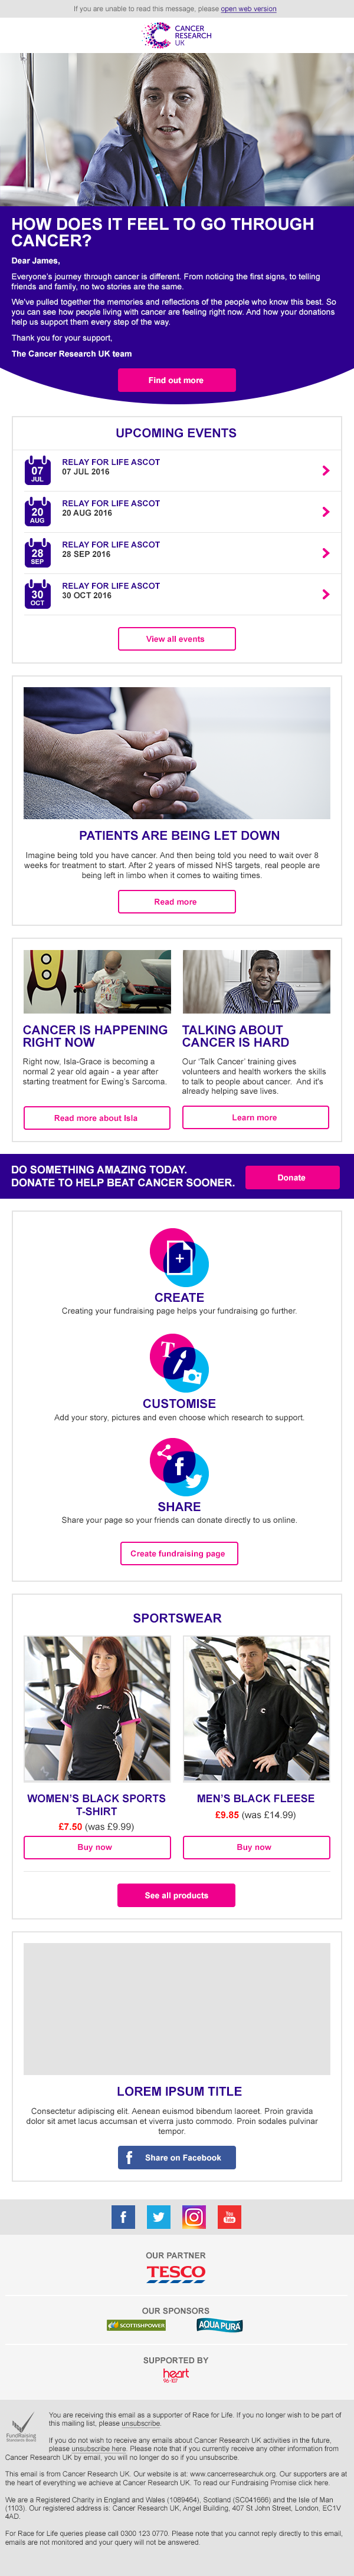 If you are unable to read this message, please open web version
CANCER
RESEARCH
UK
HOW DOES IT FEEL TO GO THROUGH
CANCER?
Dear James,
Everyone's journey through cancer is different. From noticing the first signs, to telling
friends and family, no two stories are the same.
We've pulled together the memories and reflections of the people who know this best. So
you can see how people living with cancer are feeling right now. And how your donations
help us support them every step of the way.
Thank you for your support,
The Cancer Research UK team
Find out more
UPCOMING EVENTS
07
JUL
RELAY FOR LIFE ASCOT
07 JUL 2016
20
AUG
RELAY FOR LIFE ASCOT
20 AUG 2016
28
SEP
RELAY FOR LIFE ASCOT
28 SEP 2016
30
OCT
RELAY FOR LIFE ASCOT
30 OCT 2016
View all events
PATIENTS ARE BEING LET DOWN
Imagine being told you have cancer. And then being told you need to wait over 8
weeks for treatment to start. After 2 years of missed NHS targets, real people are
being left in limbo when it comes to waiting times.
Read more
CANCER IS HAPPENING
RIGHT NOW
Right now, Isla-Grace is becoming a
normal 2 year old again - a year after
starting treatment for Ewing's Sarcoma.
Read more about Isla
TALKING ABOUT
CANCER IS HARD
Our 'Talk Cancer' training gives
volunteers and health workers the skills
to talk to people about cancer. And it's
already helping save lives.
Learn more
DO SOMETHING AMAZING TODAY.
DONATE TO HELP BEAT CANCER SOONER.
Donate
CREATE
Creating your fundraising page helps your fundraising go further.
T
CUSTOMISE
Add your story, pictures and even choose which research to support.
f
SHARE
Share your page so your friends can donate directly to us online.
Create fundraising page
SPORTSWEAR
WOMEN'S BLACK SPORTS
T-SHIRT
£7.50 (was £9.99)
Buy now
MEN'S BLACK FLEESE
£9.85 (was £14.99)
Buy now
See all products
LOREM IPSUM TITLE
Consectetur adipiscing elit. Aenean euismod bibendum laoreet. Proin gravida
dolor sit amet lacus accumsan et viverra justo commodo. Proin sodales pulvinar
tempor.
f Share on Facebook
f
You
Tube
OUR PARTNER
TESCO
OUR SPONSORS
SCOTTISHPOWER
AQUA PURA
SUPPORTED BY
heart
96-107
FundRaising
Standards Board
You are receiving this email as a supporter of Race for Life. If you no longer wish to be part of
this mailing list, please unsubscribe.
If you do not wish to receive any emails about Cancer Research UK activities in the future,
please unsubscribe here. Please note that if you currently receive any other information from
Cancer Research UK by email, you will no longer do so if you unsubscribe.
This email is from Cancer Research UK. Our website is at: www.cancerresearchuk.org. Our supporters are at
the heart of everything we achieve at Cancer Research UK. To read our Fundraising Promise click here.
We are a Registered Charity in England and Wales (1089464), Scotland (SC041666) and the Isle of Man
(1103). Our registered address is: Cancer Research UK, Angel Building, 407 St John Street, London, EC1V
4AD.
For Race for Life queries please call 0300 123 0770. Please note that you cannot reply directly to this email,
emails are not monitored and your query will not be answered.